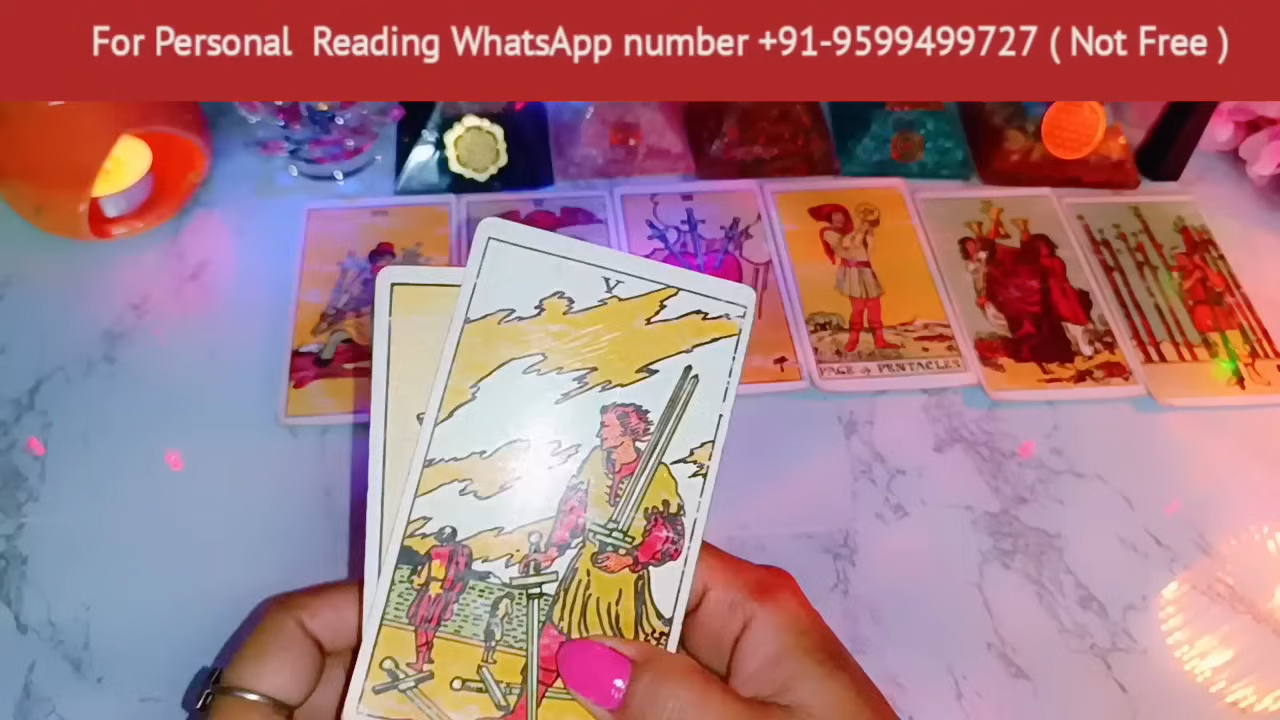 For Personal Reading WhatsApp number +91-9599499727 ( Not Free )
V
PAGE of PENTACLES